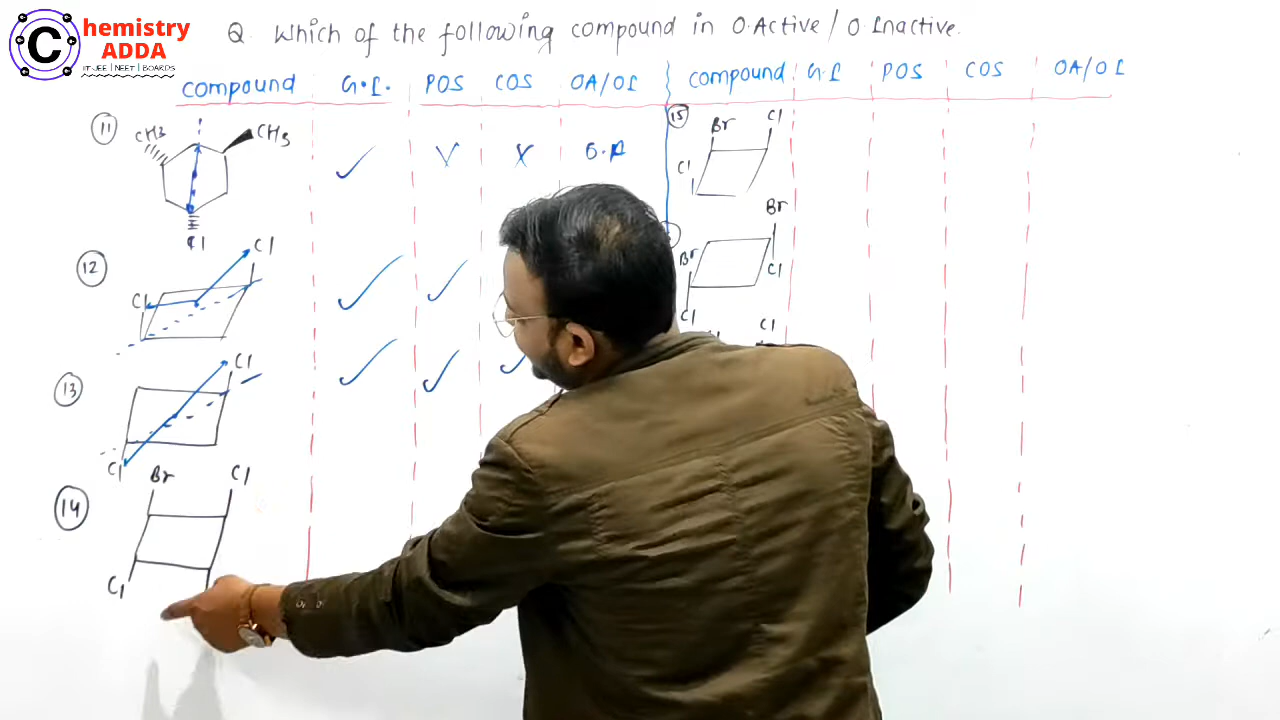 Chemistry
ADDA
IIT-JEE | NEET | BOARDS
Q. Which of the following compound in O.Active / O.Inactive.
compound G.I. POS COS OA/OI
compound G.I POS COS OA/OI
11
CH3
CH3
Cl
O.A
12
Cl
Cl
13
Cl
Cl
14
Br Cl
Cl
15
Br Cl
Cl
Br
Br
Cl
Cl
Cl